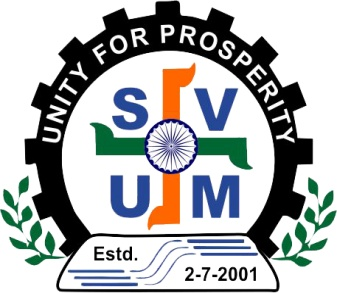 UNITY FOR PROSPERITY
S V
U M
Estd.
2-7-2001